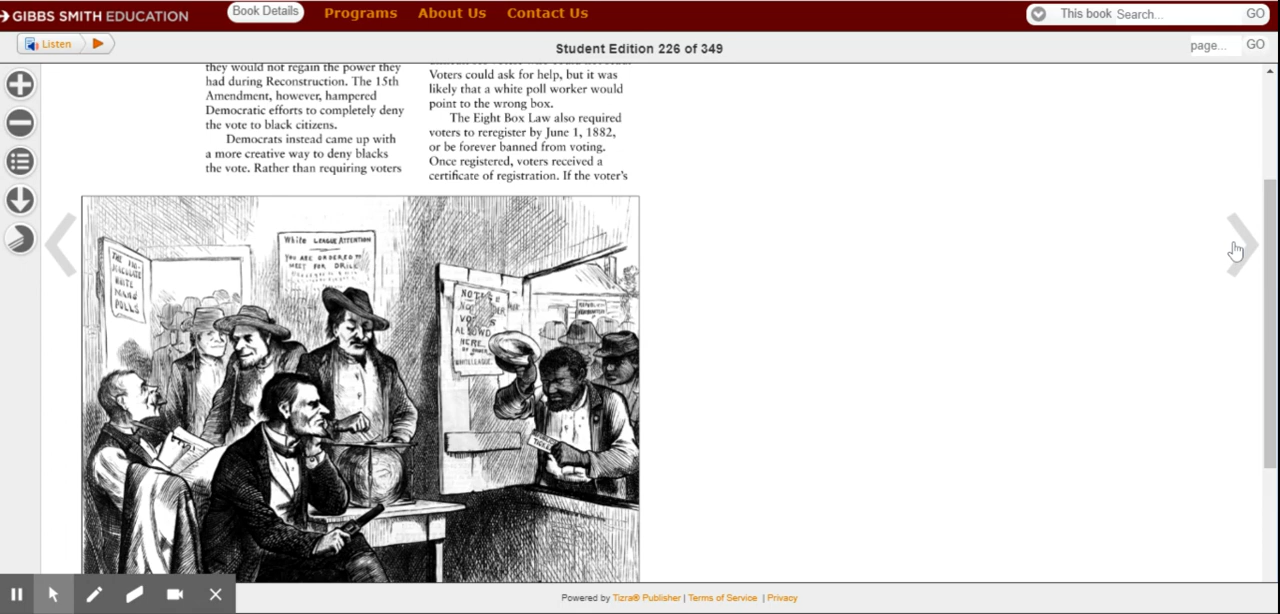 GIBBS SMITH EDUCATION
Book Details
Programs
About Us
Contact Us
This book
Search...
GO
Listen
Student Edition 226 of 349
page...
GO
they would not regain the power they
had during Reconstruction. The 15th
Amendment, however, hampered
Democratic efforts to completely deny
the vote to black citizens.
Democrats instead came up with
a more creative way to deny blacks
the vote. Rather than requiring voters
Voters could ask for help, but it was
likely that a white poll worker would
point to the wrong box.
The Eight Box Law also required
voters to reregister by June 1, 1882,
or be forever banned from voting.
Once registered, voters received a
certificate of registration. If the voter's
White LEAGUE ATTENTION
YOU ARE ORDERED TO
MEET FOR DRILL
THE
WHITE
POLLS
HERE
WHITE LEAGUE
Powered by Tizra® Publisher | Terms of Service | Privacy